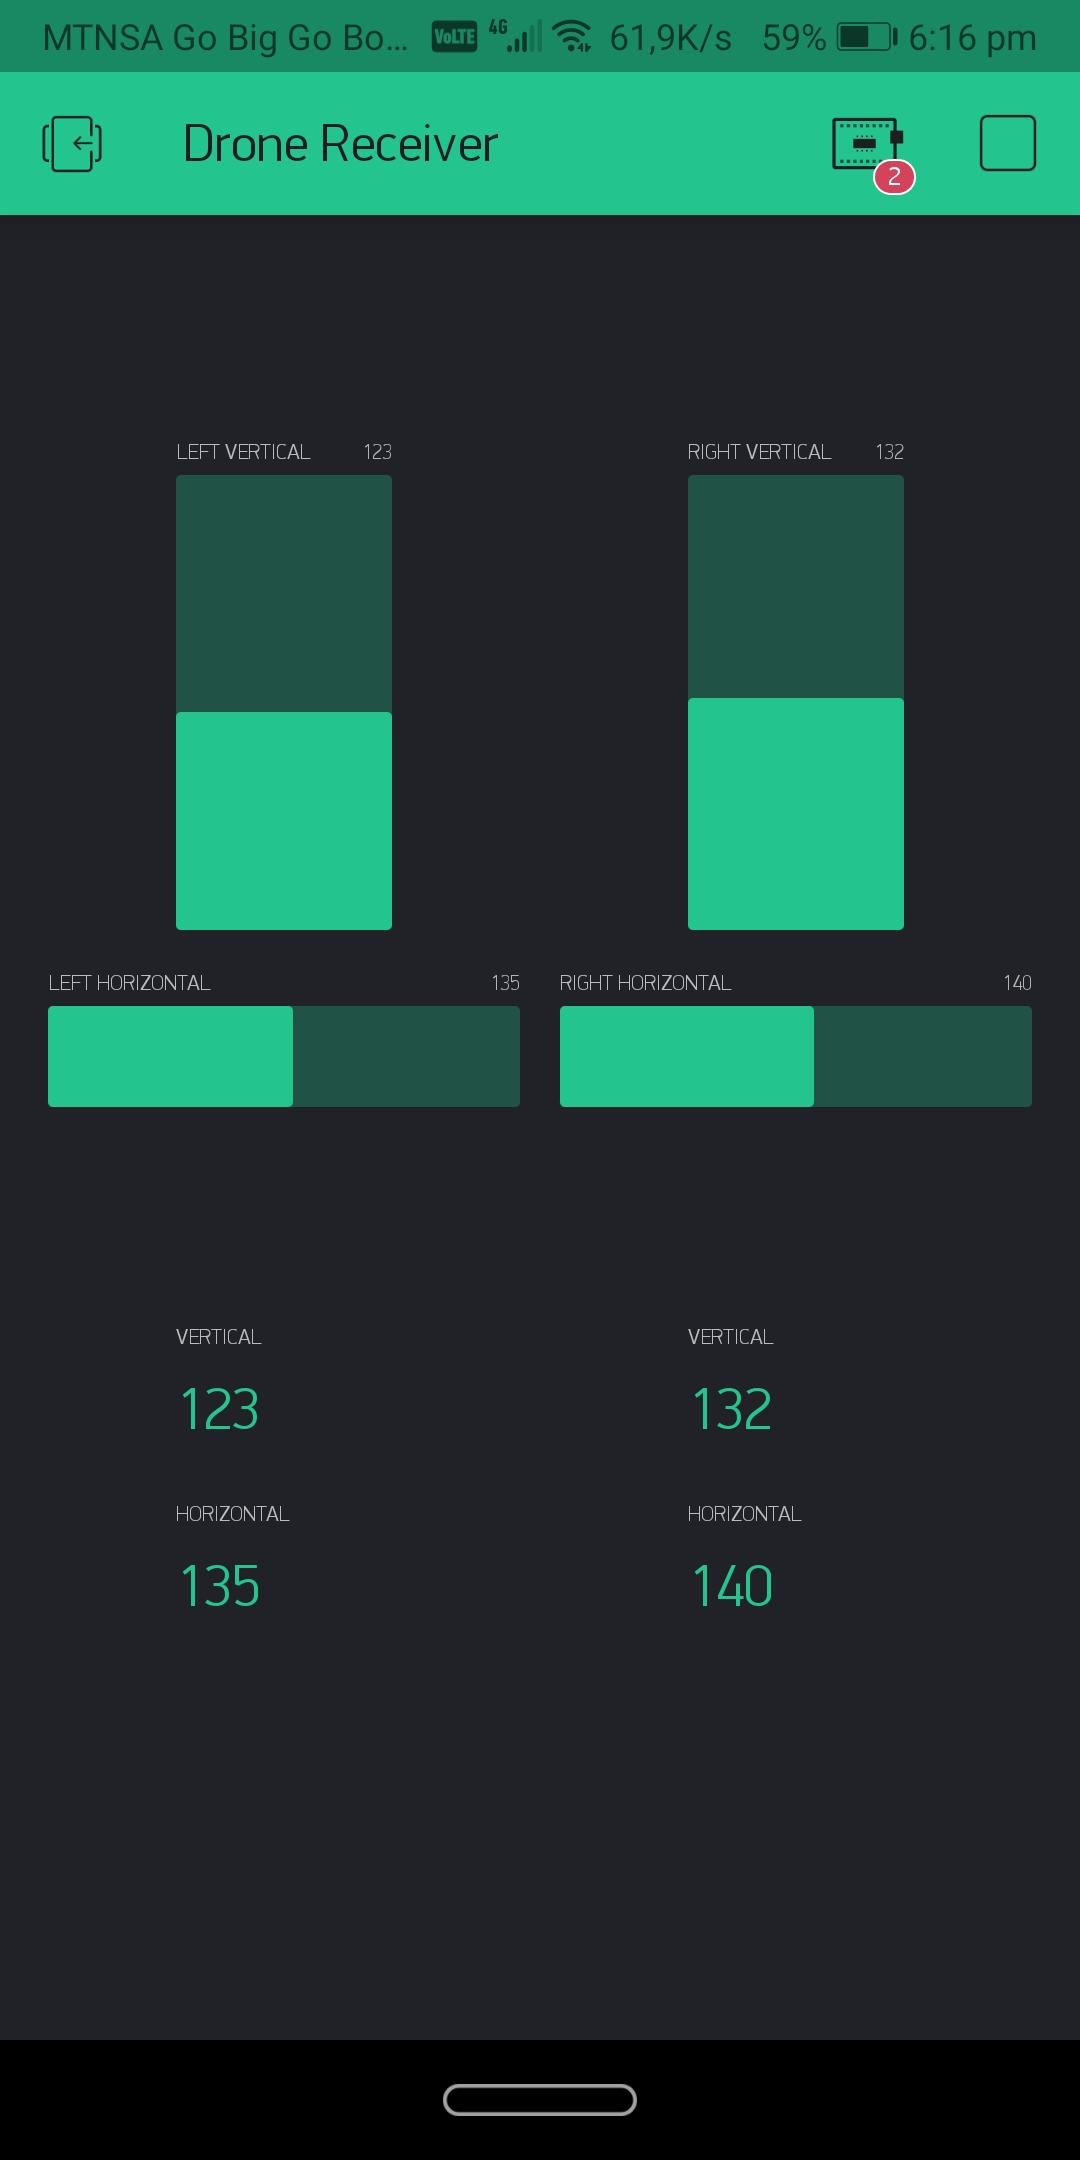 MTNSA Go Big Go Bo... VoLTE 4G 61,9K/s 59% 6:16 pm
Drone Receiver
2
LEFT VERTICAL 123 RIGHT VERTICAL 132
LEFT HORIZONTAL 135 RIGHT HORIZONTAL 140
VERTICAL VERTICAL
123 132
HORIZONTAL HORIZONTAL
135 140